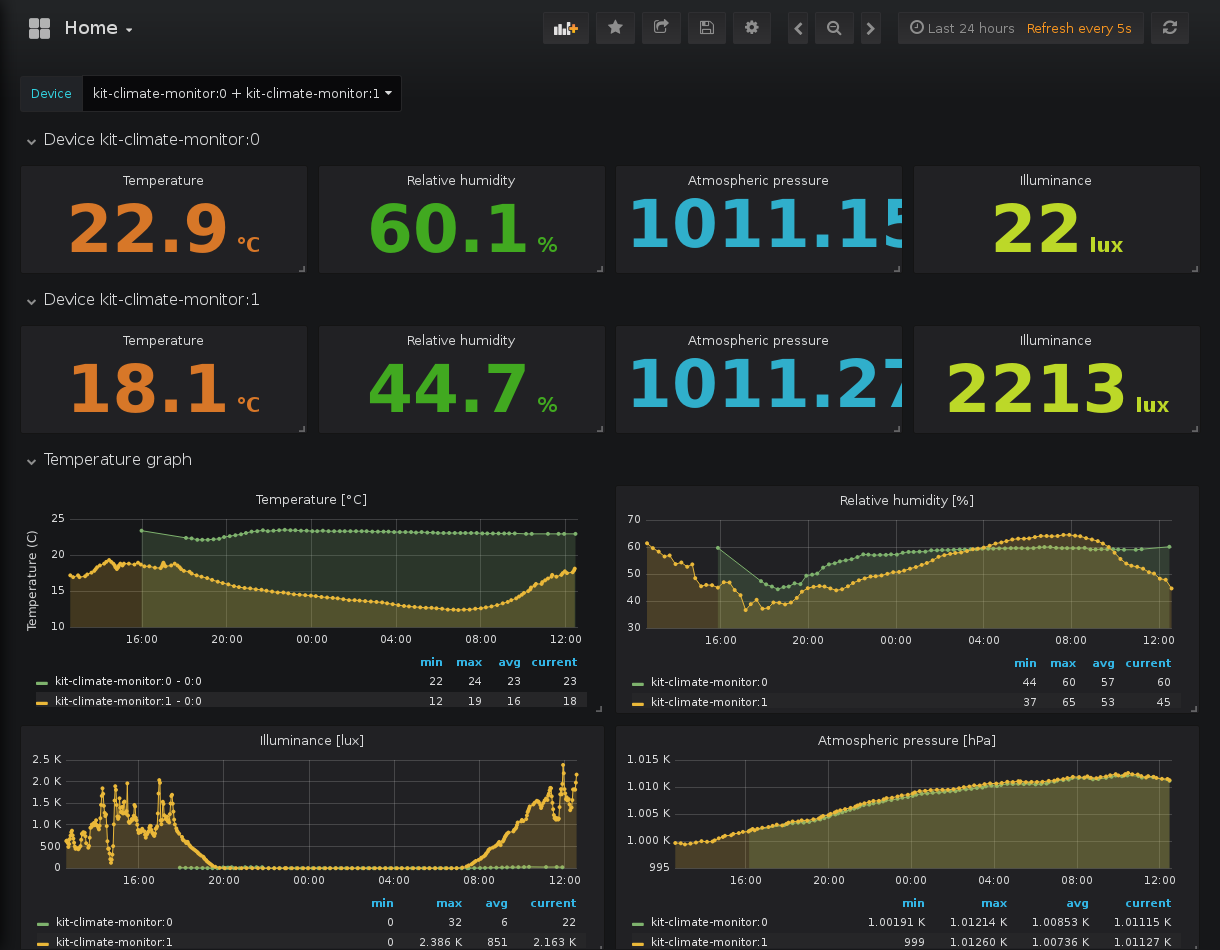 Home
Last 24 hours Refresh every 5s
Device kit-climate-monitor:0 + kit-climate-monitor:1
Device kit-climate-monitor:0
Temperature Relative humidity Atmospheric pressure Illuminance
22.9 °C 60.1 % 1011.15 22 lux
Device kit-climate-monitor:1
Temperature Relative humidity Atmospheric pressure Illuminance
18.1 °C 44.7 % 1011.27 2213 lux
Temperature graph
Temperature [°C]
Temperature (C)
25
20
15
10
16:00 20:00 00:00 04:00 08:00 12:00
min max avg current
kit-climate-monitor:0 - 0:0 22 24 23 23
kit-climate-monitor:1 - 0:0 12 19 16 18
Relative humidity [%]
70
60
50
40
30
16:00 20:00 00:00 04:00 08:00 12:00
min max avg current
kit-climate-monitor:0 44 60 57 60
kit-climate-monitor:1 37 65 53 45
Illuminance [lux]
2.5 K
2.0 K
1.5 K
1.0 K
500
0
16:00 20:00 00:00 04:00 08:00 12:00
min max avg current
kit-climate-monitor:0 0 32 6 22
kit-climate-monitor:1 0 2.386 K 851 2.163 K
Atmospheric pressure [hPa]
1.015 K
1.010 K
1.005 K
1.000 K
995
16:00 20:00 00:00 04:00 08:00 12:00
min max avg current
kit-climate-monitor:0 1.00191 K 1.01214 K 1.00853 K 1.01115 K
kit-climate-monitor:1 999 1.01260 K 1.00736 K 1.01127 K